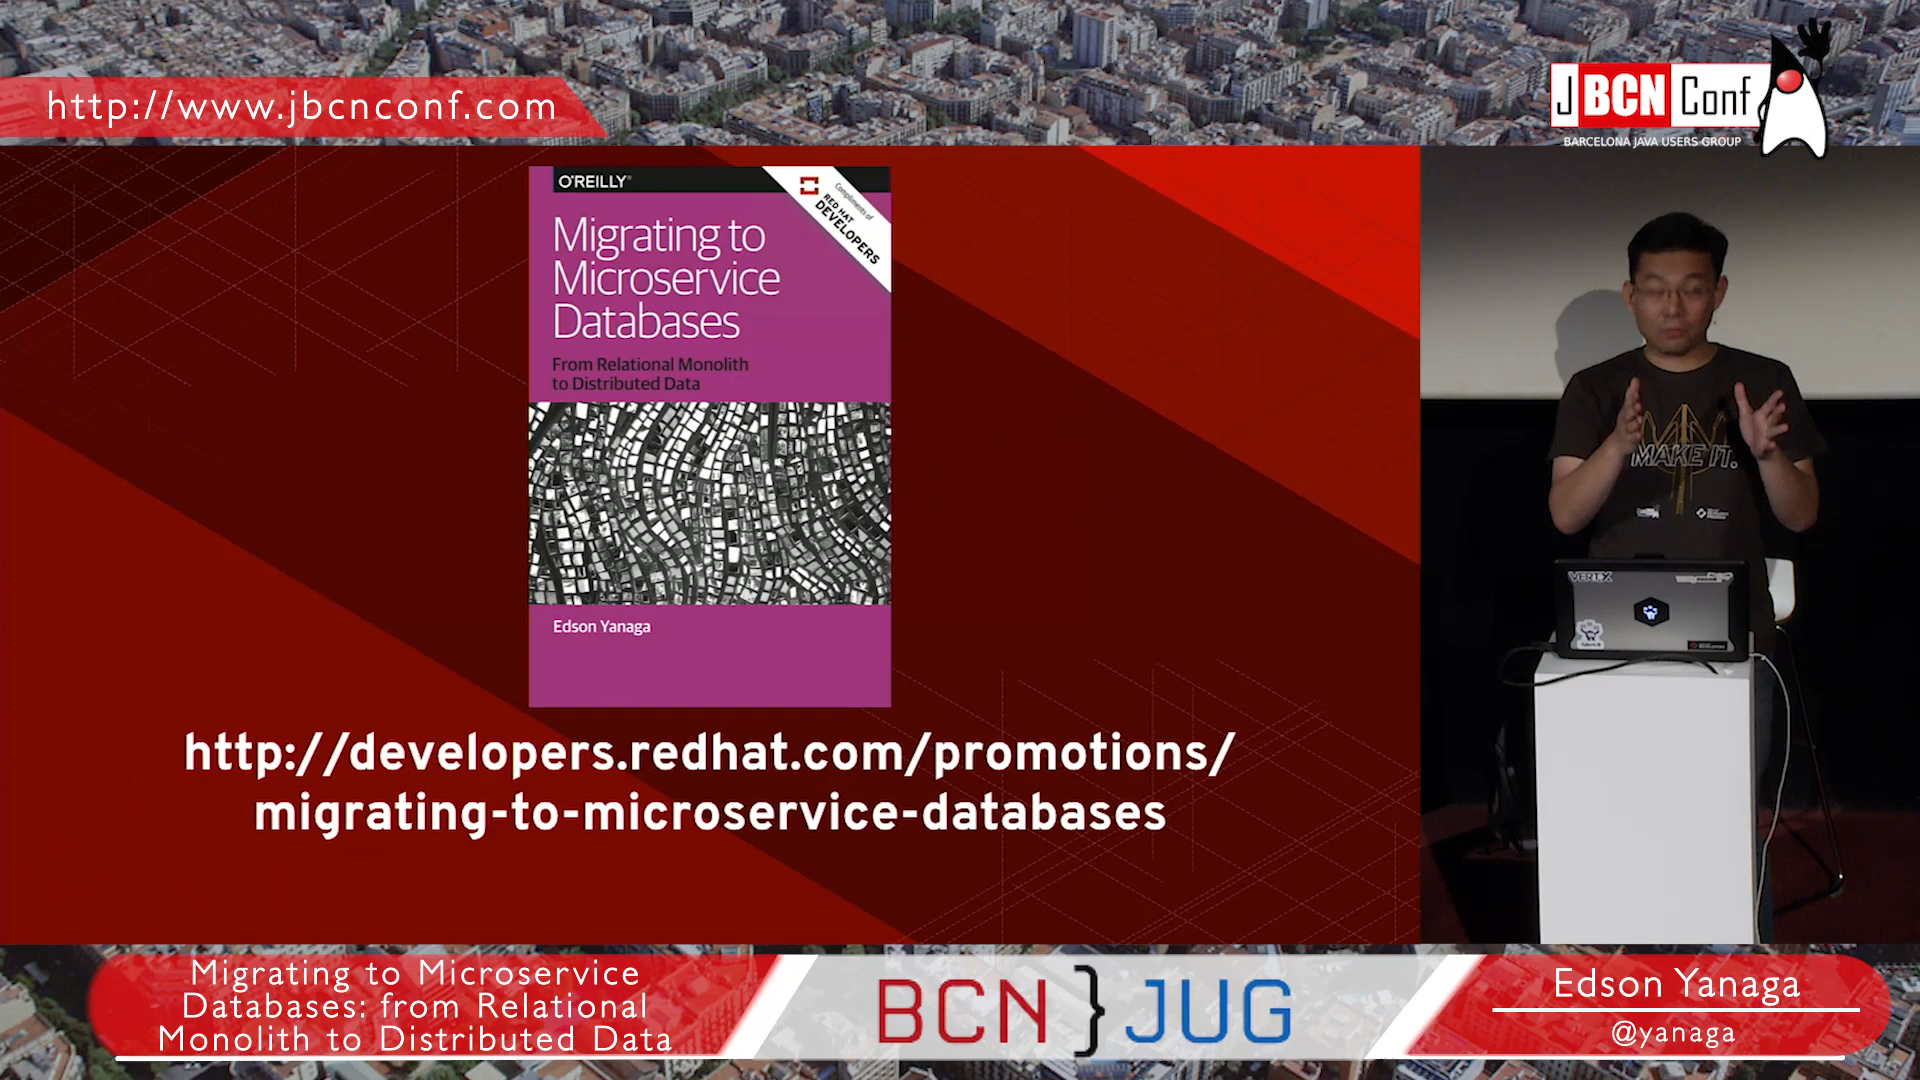 http://www.jbcnconf.com
JBCNConf
BARCELONA JAVA USERS GROUP
O'REILLY®
Compliments of
RED HAT
DEVELOPERS
Migrating to
Microservice
Databases
From Relational Monolith
to Distributed Data
Edson Yanaga
http://developers.redhat.com/promotions/
migrating-to-microservice-databases
MAKE IT.
VERT.X
Migrating to Microservice
Databases: from Relational
Monolith to Distributed Data
BCN}JUG
Edson Yanaga
@yanaga